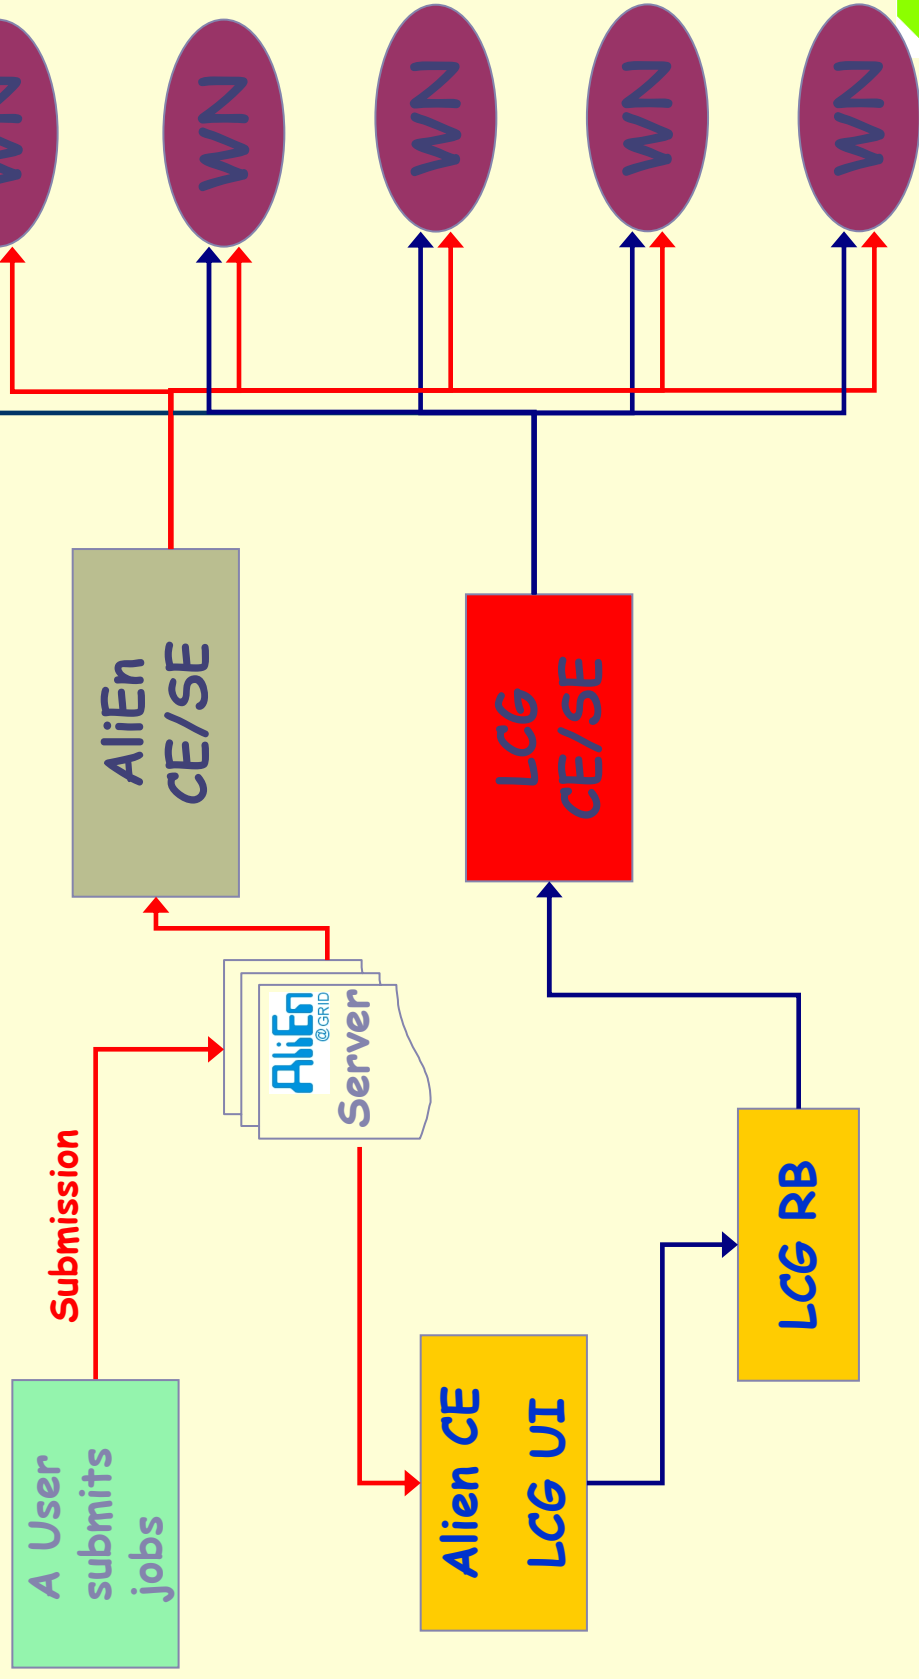 A User
submits
jobs
Submission
AliEn
@GRID
Server
Alien CE
LCG UI
LCG RB
AliEn
CE/SE
LCG
CE/SE
WN
WN
WN
WN
WN